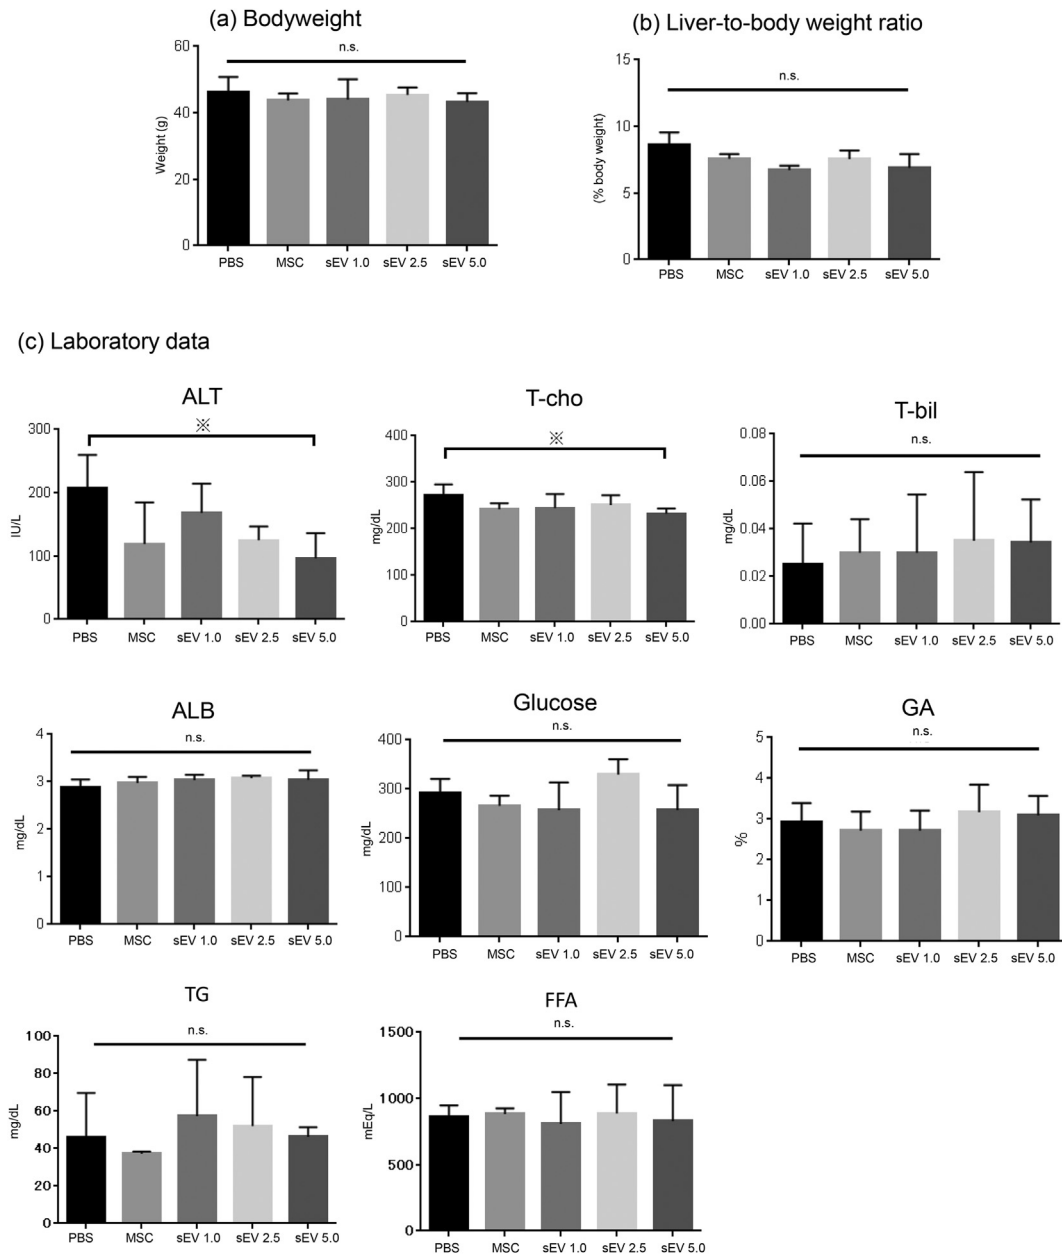 (a) Bodyweight
n.s.
60
40
20
0
Weight (g)
PBS MSC sEV 1.0 sEV 2.5 sEV 5.0
(b) Liver-to-body weight ratio
n.s.
15
10
5
0
(% body weight)
PBS MSC sEV 1.0 sEV 2.5 sEV 5.0
(c) Laboratory data
ALT
※
300
200
100
0
IU/L
PBS MSC sEV 1.0 sEV 2.5 sEV 5.0
T-cho
※
400
300
200
100
0
mg/dL
PBS MSC sEV 1.0 sEV 2.5 sEV 5.0
T-bil
n.s.
0.08
0.06
0.04
0.02
0.00
mg/dL
PBS MSC sEV 1.0 sEV 2.5 sEV 5.0
ALB
n.s.
4
3
2
1
0
mg/dL
PBS MSC sEV 1.0 sEV 2.5 sEV 5.0
Glucose
n.s.
400
300
200
100
0
mg/dL
PBS MSC sEV 1.0 sEV 2.5 sEV 5.0
GA
n.s.
5
4
3
2
1
0
%
PBS MSC sEV 1.0 sEV 2.5 sEV 5.0
TG
n.s.
100
80
60
40
20
0
mg/dL
PBS MSC sEV 1.0 sEV 2.5 sEV 5.0
FFA
n.s.
1500
1000
500
0
mEq/L
PBS MSC sEV 1.0 sEV 2.5 sEV 5.0